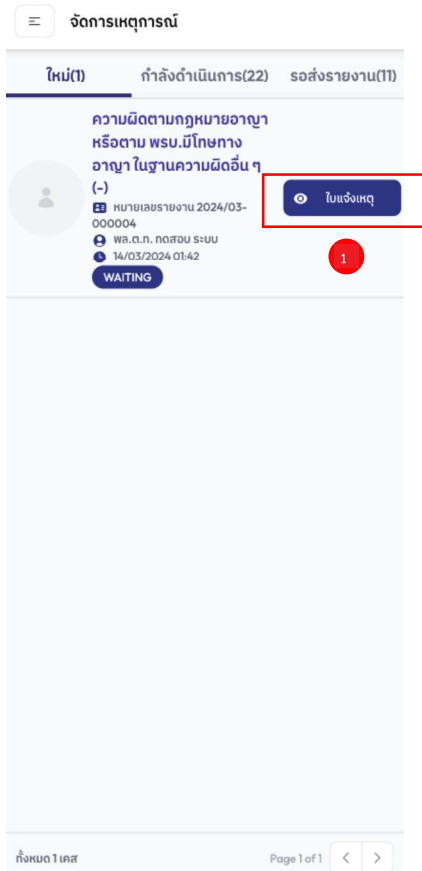 จัดการเหตุการณ์
ใหม่(1) กำลังดำเนินการ(22) รอส่งรายงาน(11)
ความผิดตามกฎหมายอาญา
หรือตาม พรบ.มีโทษทาง
อาญา ในฐานความผิดอื่น ๆ
(-)
หมายเลขรายงาน 2024/03-
000004
พล.ต.ท. ทดสอบ ระบบ
14/03/2024 01:42
WAITING
ใบแจ้งเหตุ
1
ทั้งหมด 1 เคส Page 1 of 1